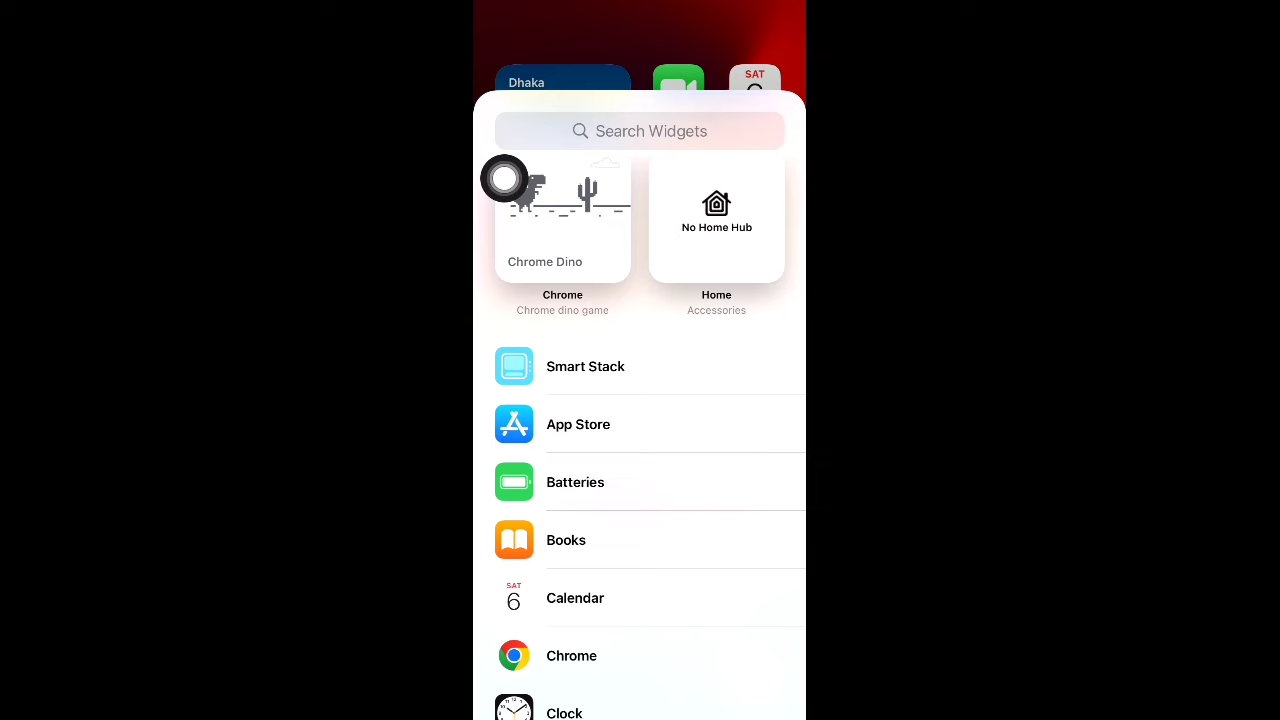 Dhaka
SAT
Search Widgets
Chrome Dino
No Home Hub
Chrome
Chrome dino game
Home
Accessories
Smart Stack
App Store
Batteries
Books
SAT
6
Calendar
Chrome
Clock